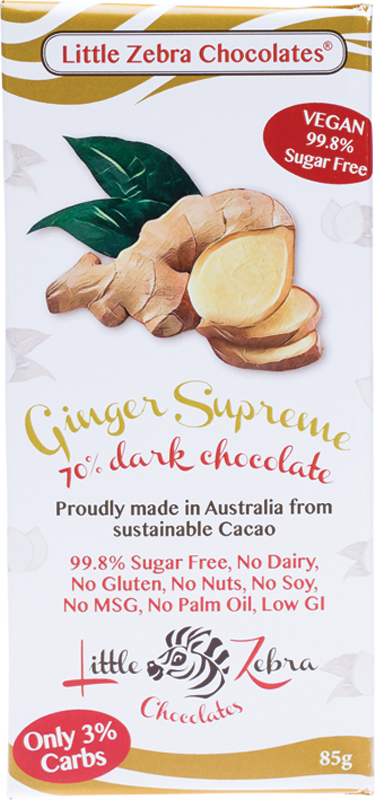 Little Zebra Chocolates®
VEGAN
99.8%
Sugar Free
Ginger Supreme
70% dark chocolate
Proudly made in Australia from
sustainable Cacao
99.8% Sugar Free, No Dairy,
No Gluten, No Nuts, No Soy,
No MSG, No Palm Oil, Low GI
Little Zebra
Chocolates
Only 3%
Carbs
85g